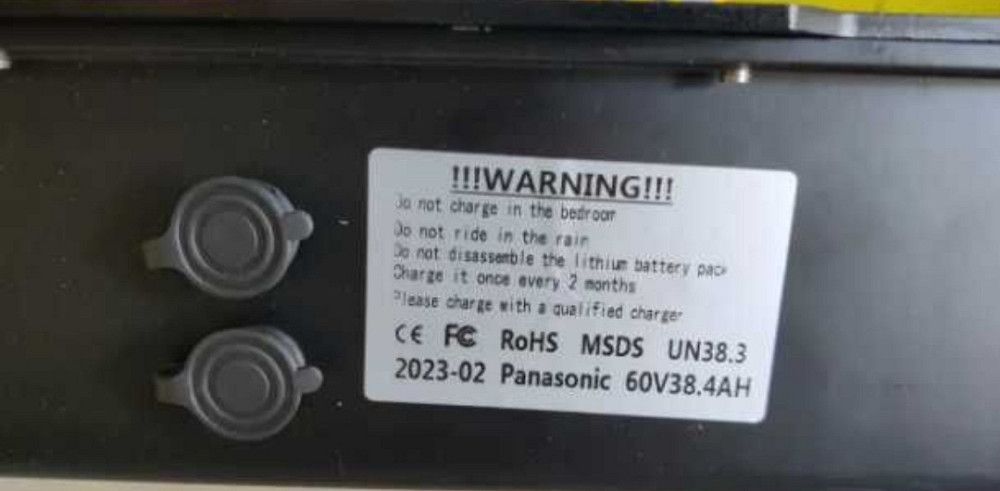 !!!WARNING!!!
Do not charge in the bedroom
Do not ride in the rain
Do not disassemble the lithium battery pack
Charge it once every 2 months
Please charge with a qualified charger
CE FC RoHS MSDS UN38.3
2023-02 Panasonic 60V38.4AH